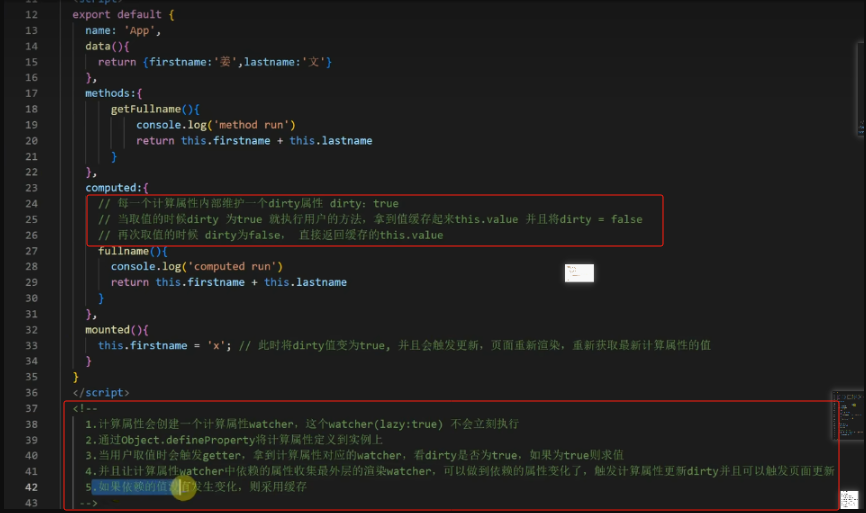 12 export default {
13 name: 'App',
14 data(){
15 return {firstname:'姜',lastname:'文'}
16 },
17 methods:{
18 getFullname(){
19 console.log('method run')
20 return this.firstname + this.lastname
21 }
22 },
23 computed:{
24 // 每一个计算属性内部维护一个dirty属性 dirty: true
25 // 当取值的时候dirty 为true 就执行用户的方法，拿到值缓存起来this.value 并且将dirty = false
26 // 再次取值的时候 dirty为false， 直接返回缓存的this.value
27 fullname(){
28 console.log('computed run')
29 return this.firstname + this.lastname
30 }
31 },
32 mounted(){
33 this.firstname = 'x'; // 此时将dirty值变为true, 并且会触发更新，页面重新渲染，重新获取最新计算属性的值
34 }
35 }
36 </script>
37 <!--
38 1.计算属性会创建一个计算属性watcher，这个watcher(lazy:true) 不会立刻执行
39 2.通过Object.defineProperty将计算属性定义到实例上
40 3.当用户取值时会触发getter，拿到计算属性对应的watcher，看dirty是否为true，如果为true则求值
41 4.并且让计算属性watcher中依赖的属性收集最外层的渲染watcher，可以做到依赖的属性变化了，触发计算属性更新dirty并且可以触发页面更新
42 5.如果依赖的值没有发生变化，则采用缓存
43 -->